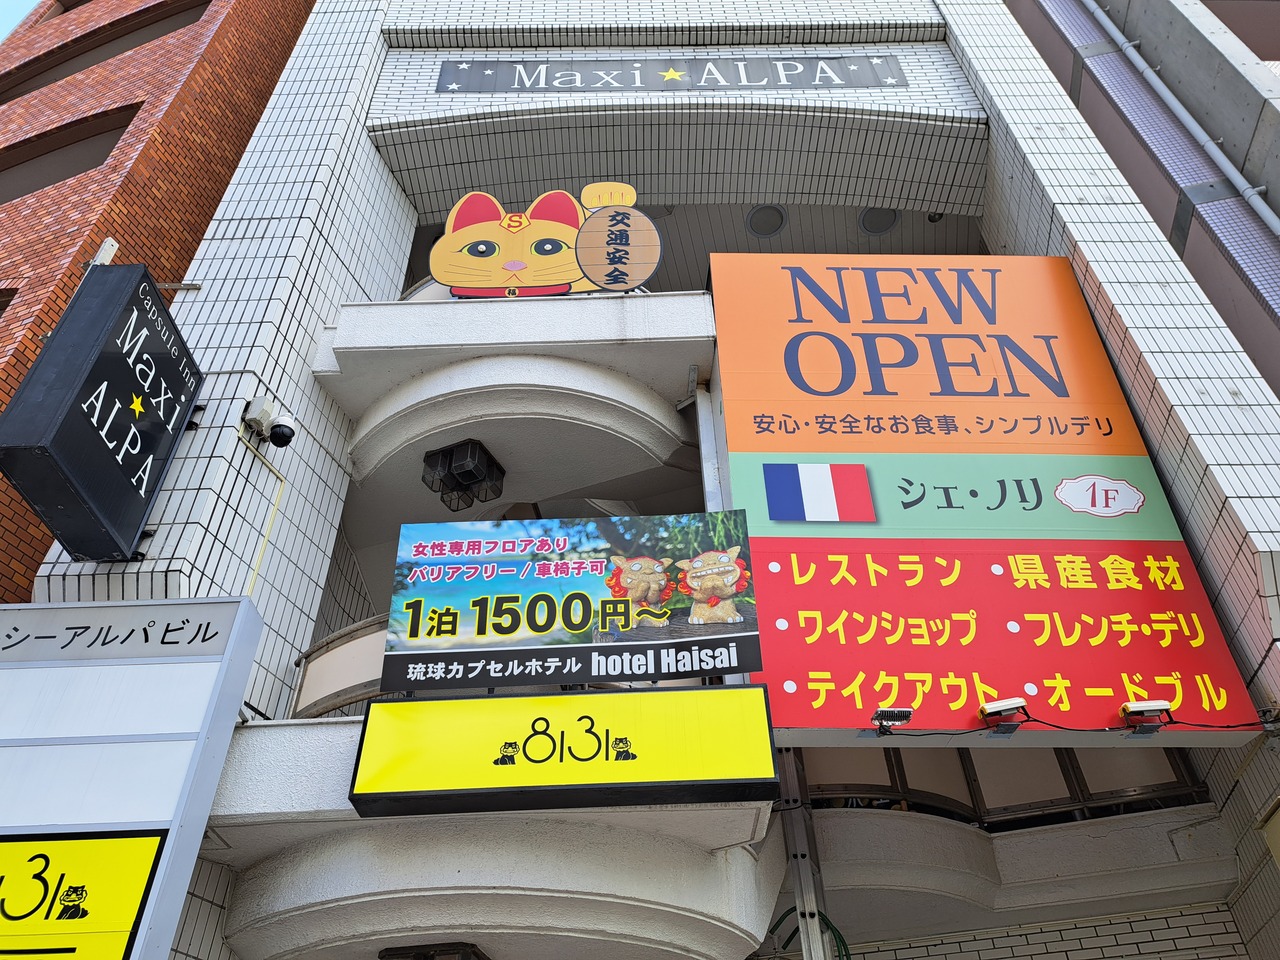 Maxi★ALPA
S
交通安全
福
Capsule Inn
Maxi
★
ALPA
NEW
OPEN
安心・安全なお食事、シンプルデリ
シェ・ノリ
1F
・レストラン
・県産食材
・ワインショップ
・フレンチ・デリ
・テイクアウト
・オードブル
女性専用フロアあり
バリアフリー/車椅子可
1泊1500円~
琉球カプセルホテル hotel Haisai
8131
シーアルパビル
131